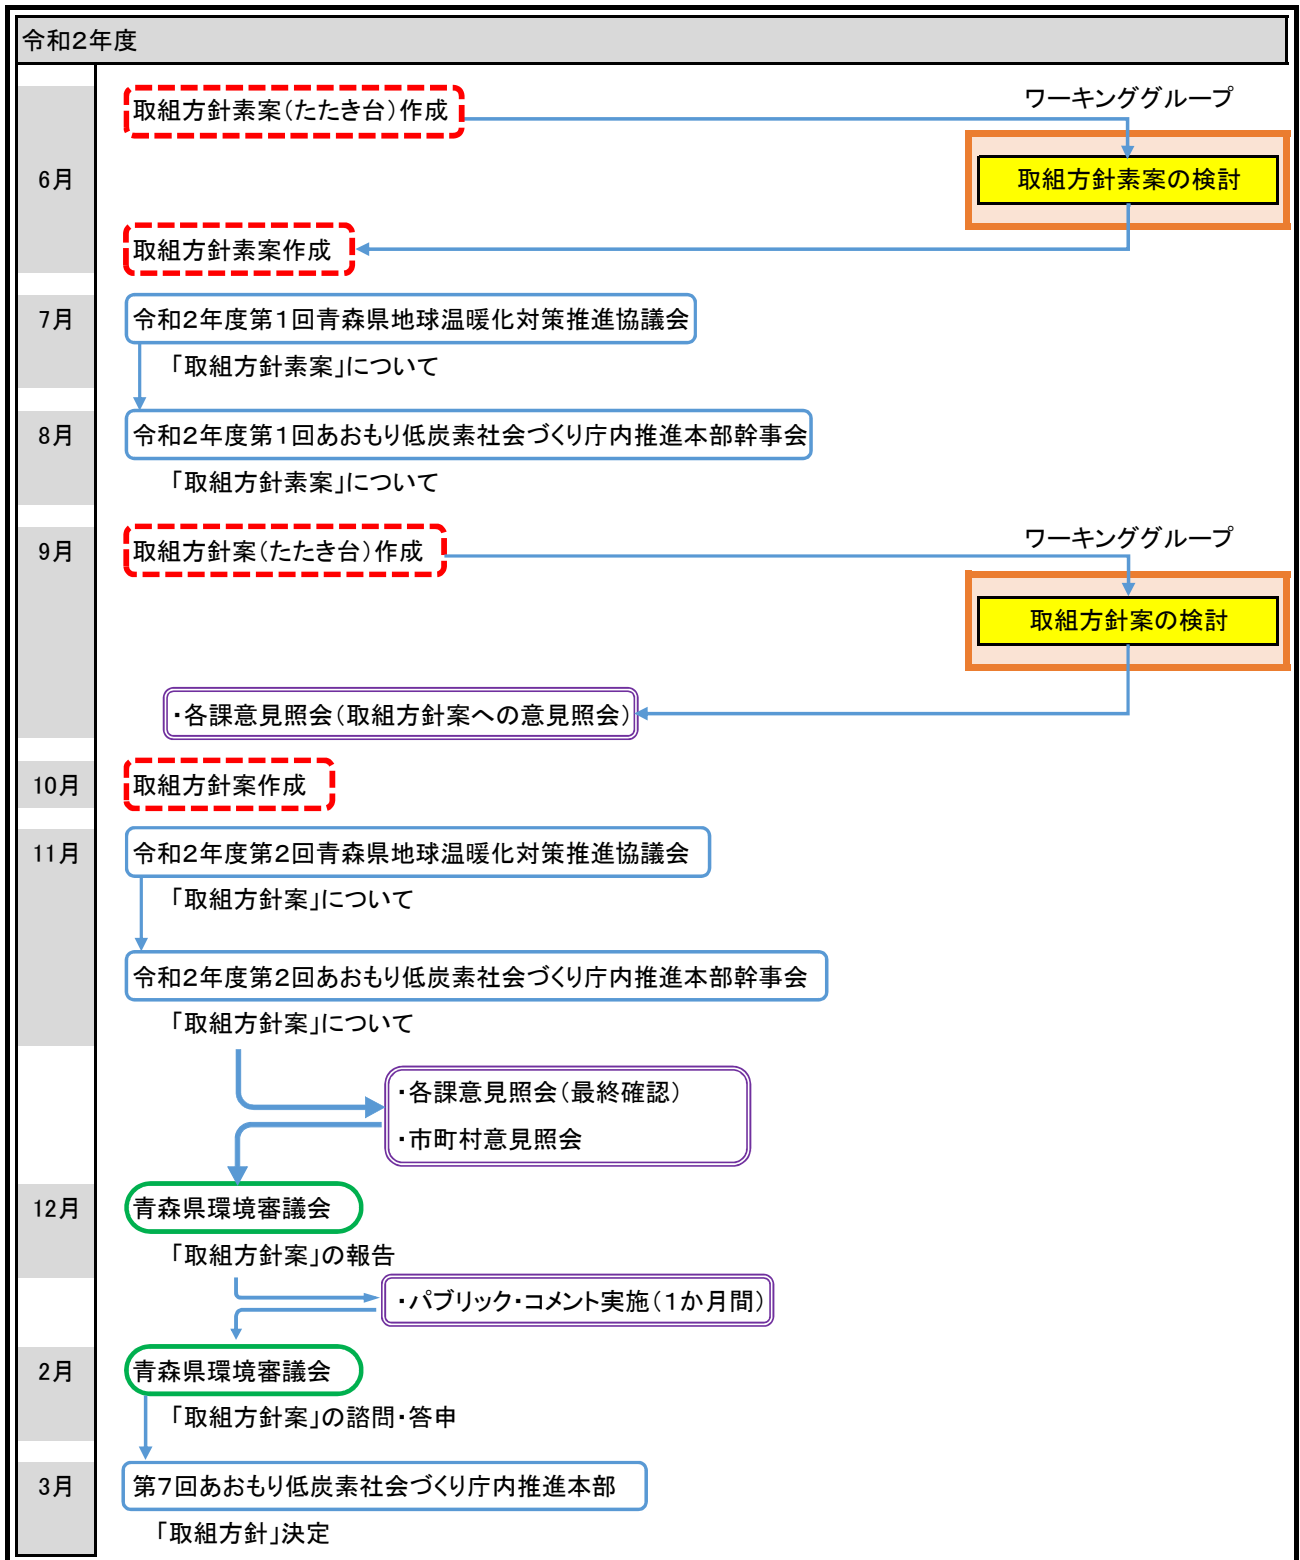 令和２年度
取組方針素案（たたき台）作成
ワーキンググループ
6月
取組方針素案の検討
取組方針素案作成
7月
令和２年度第１回青森県地球温暖化対策推進協議会
「取組方針素案」について
8月
令和２年度第１回あおもり低炭素社会づくり庁内推進本部幹事会
「取組方針素案」について
9月
取組方針案（たたき台）作成
ワーキンググループ
取組方針案の検討
・各課意見照会（取組方針案への意見照会）
10月
取組方針案作成
11月
令和２年度第２回青森県地球温暖化対策推進協議会
「取組方針案」について
令和２年度第２回あおもり低炭素社会づくり庁内推進本部幹事会
「取組方針案」について
・各課意見照会（最終確認）
・市町村意見照会
12月
青森県環境審議会
「取組方針案」の報告
・パブリック・コメント実施（１か月間）
2月
青森県環境審議会
「取組方針案」の諮問・答申
3月
第７回あおもり低炭素社会づくり庁内推進本部
「取組方針」決定